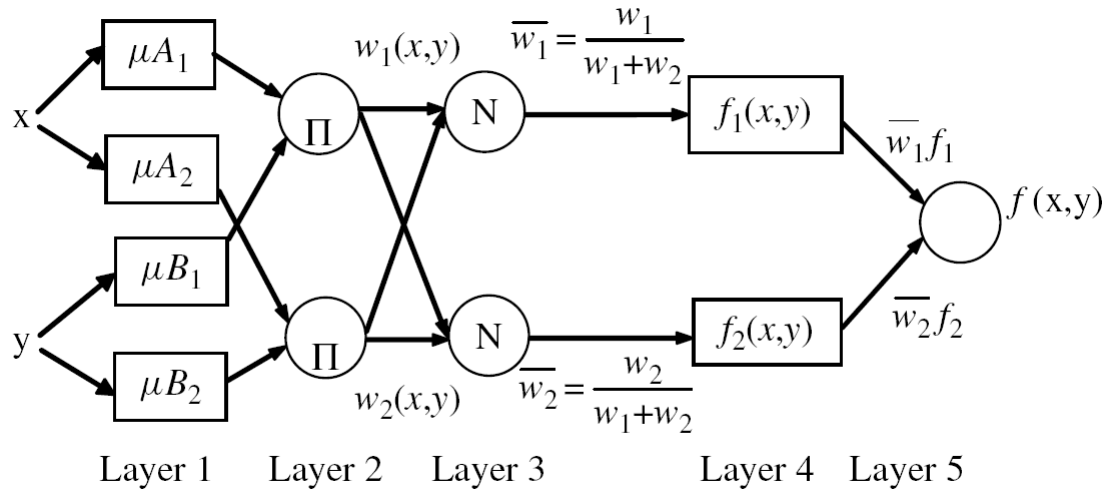 x
y
μA₁
μA₂
μB₁
μB₂
Π
Π
w₁(x,y)
w₂(x,y)
N
N
w̅₁ = w₁ / (w₁+w₂)
w̅₂ = w₂ / (w₁+w₂)
f₁(x,y)
f₂(x,y)
w̅₁f₁
w̅₂f₂
f (x,y)
Layer 1 Layer 2 Layer 3 Layer 4 Layer 5